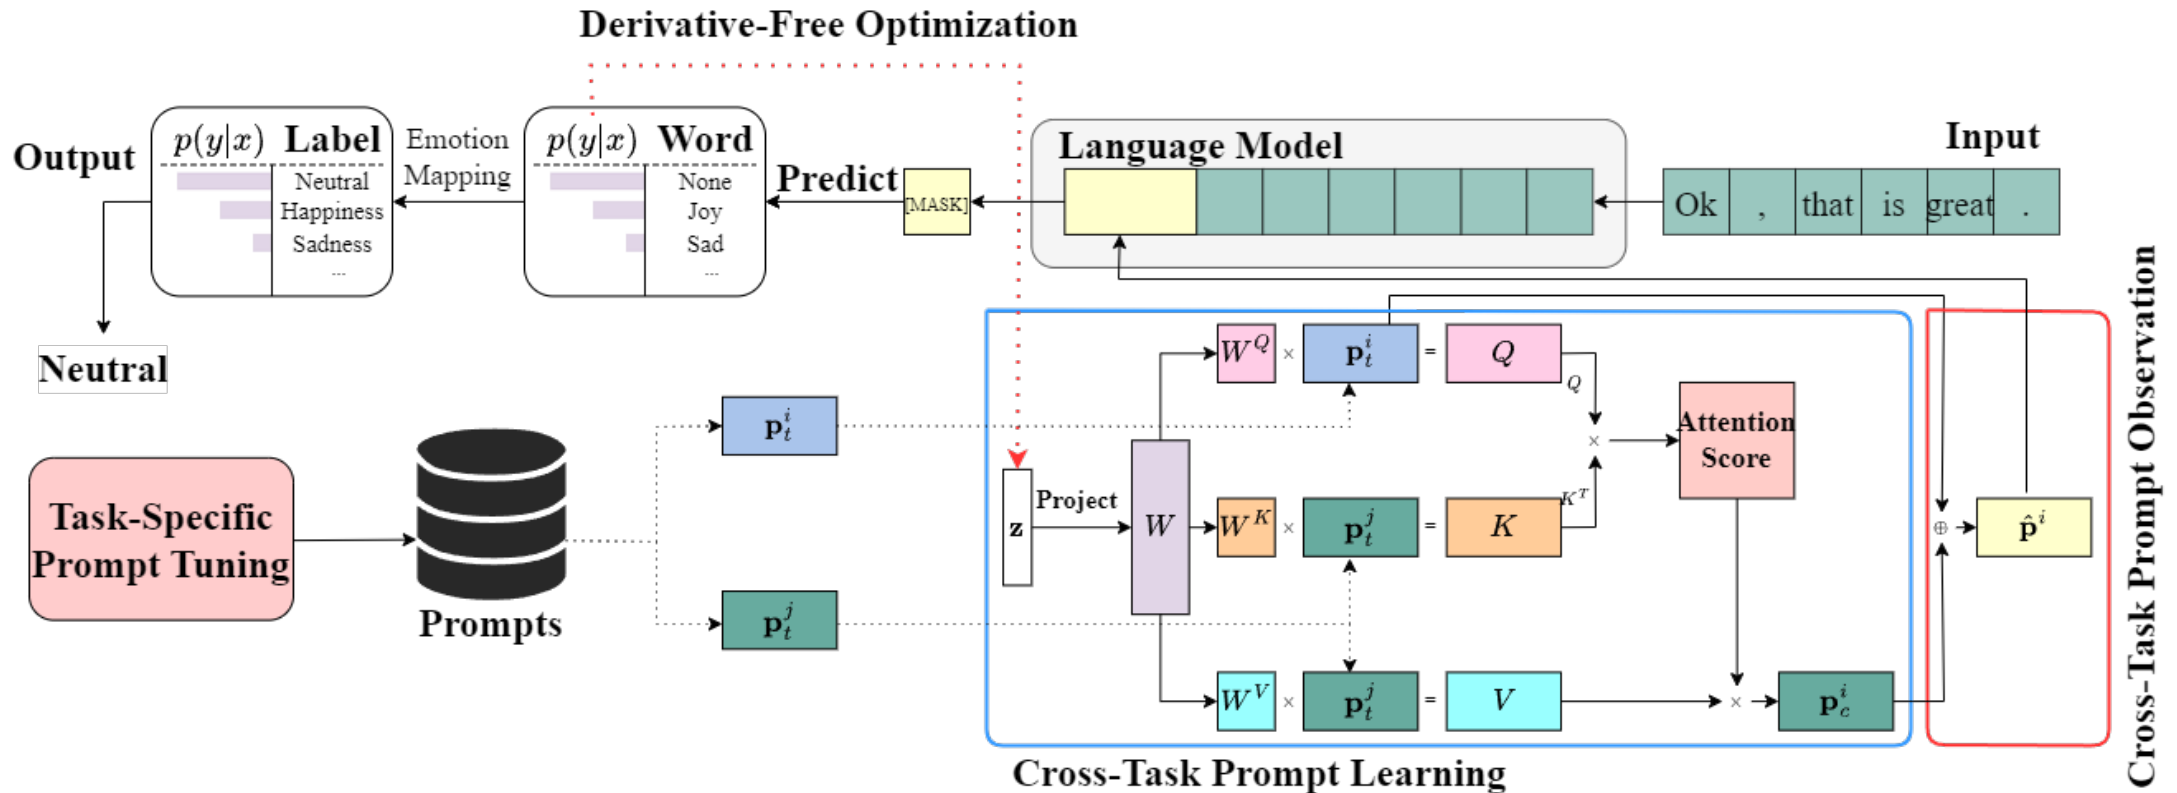 Derivative-Free Optimization
Output
p(y|x) Label
Neutral
Happiness
Sadness
...
Emotion
Mapping
p(y|x) Word
None
Joy
Sad
...
Predict
[MASK]
Language Model
Input
Ok , that is great .
Neutral
Task-Specific
Prompt Tuning
Prompts
p_t^i
p_t^j
z
Project
W
W^Q × p_t^i = Q
Q
W^K × p_t^j = K
K^T
×
Attention
Score
W^V × p_t^j = V
×
p_c^i
⊕
p̂^i
Cross-Task Prompt Learning
Cross-Task Prompt Observation